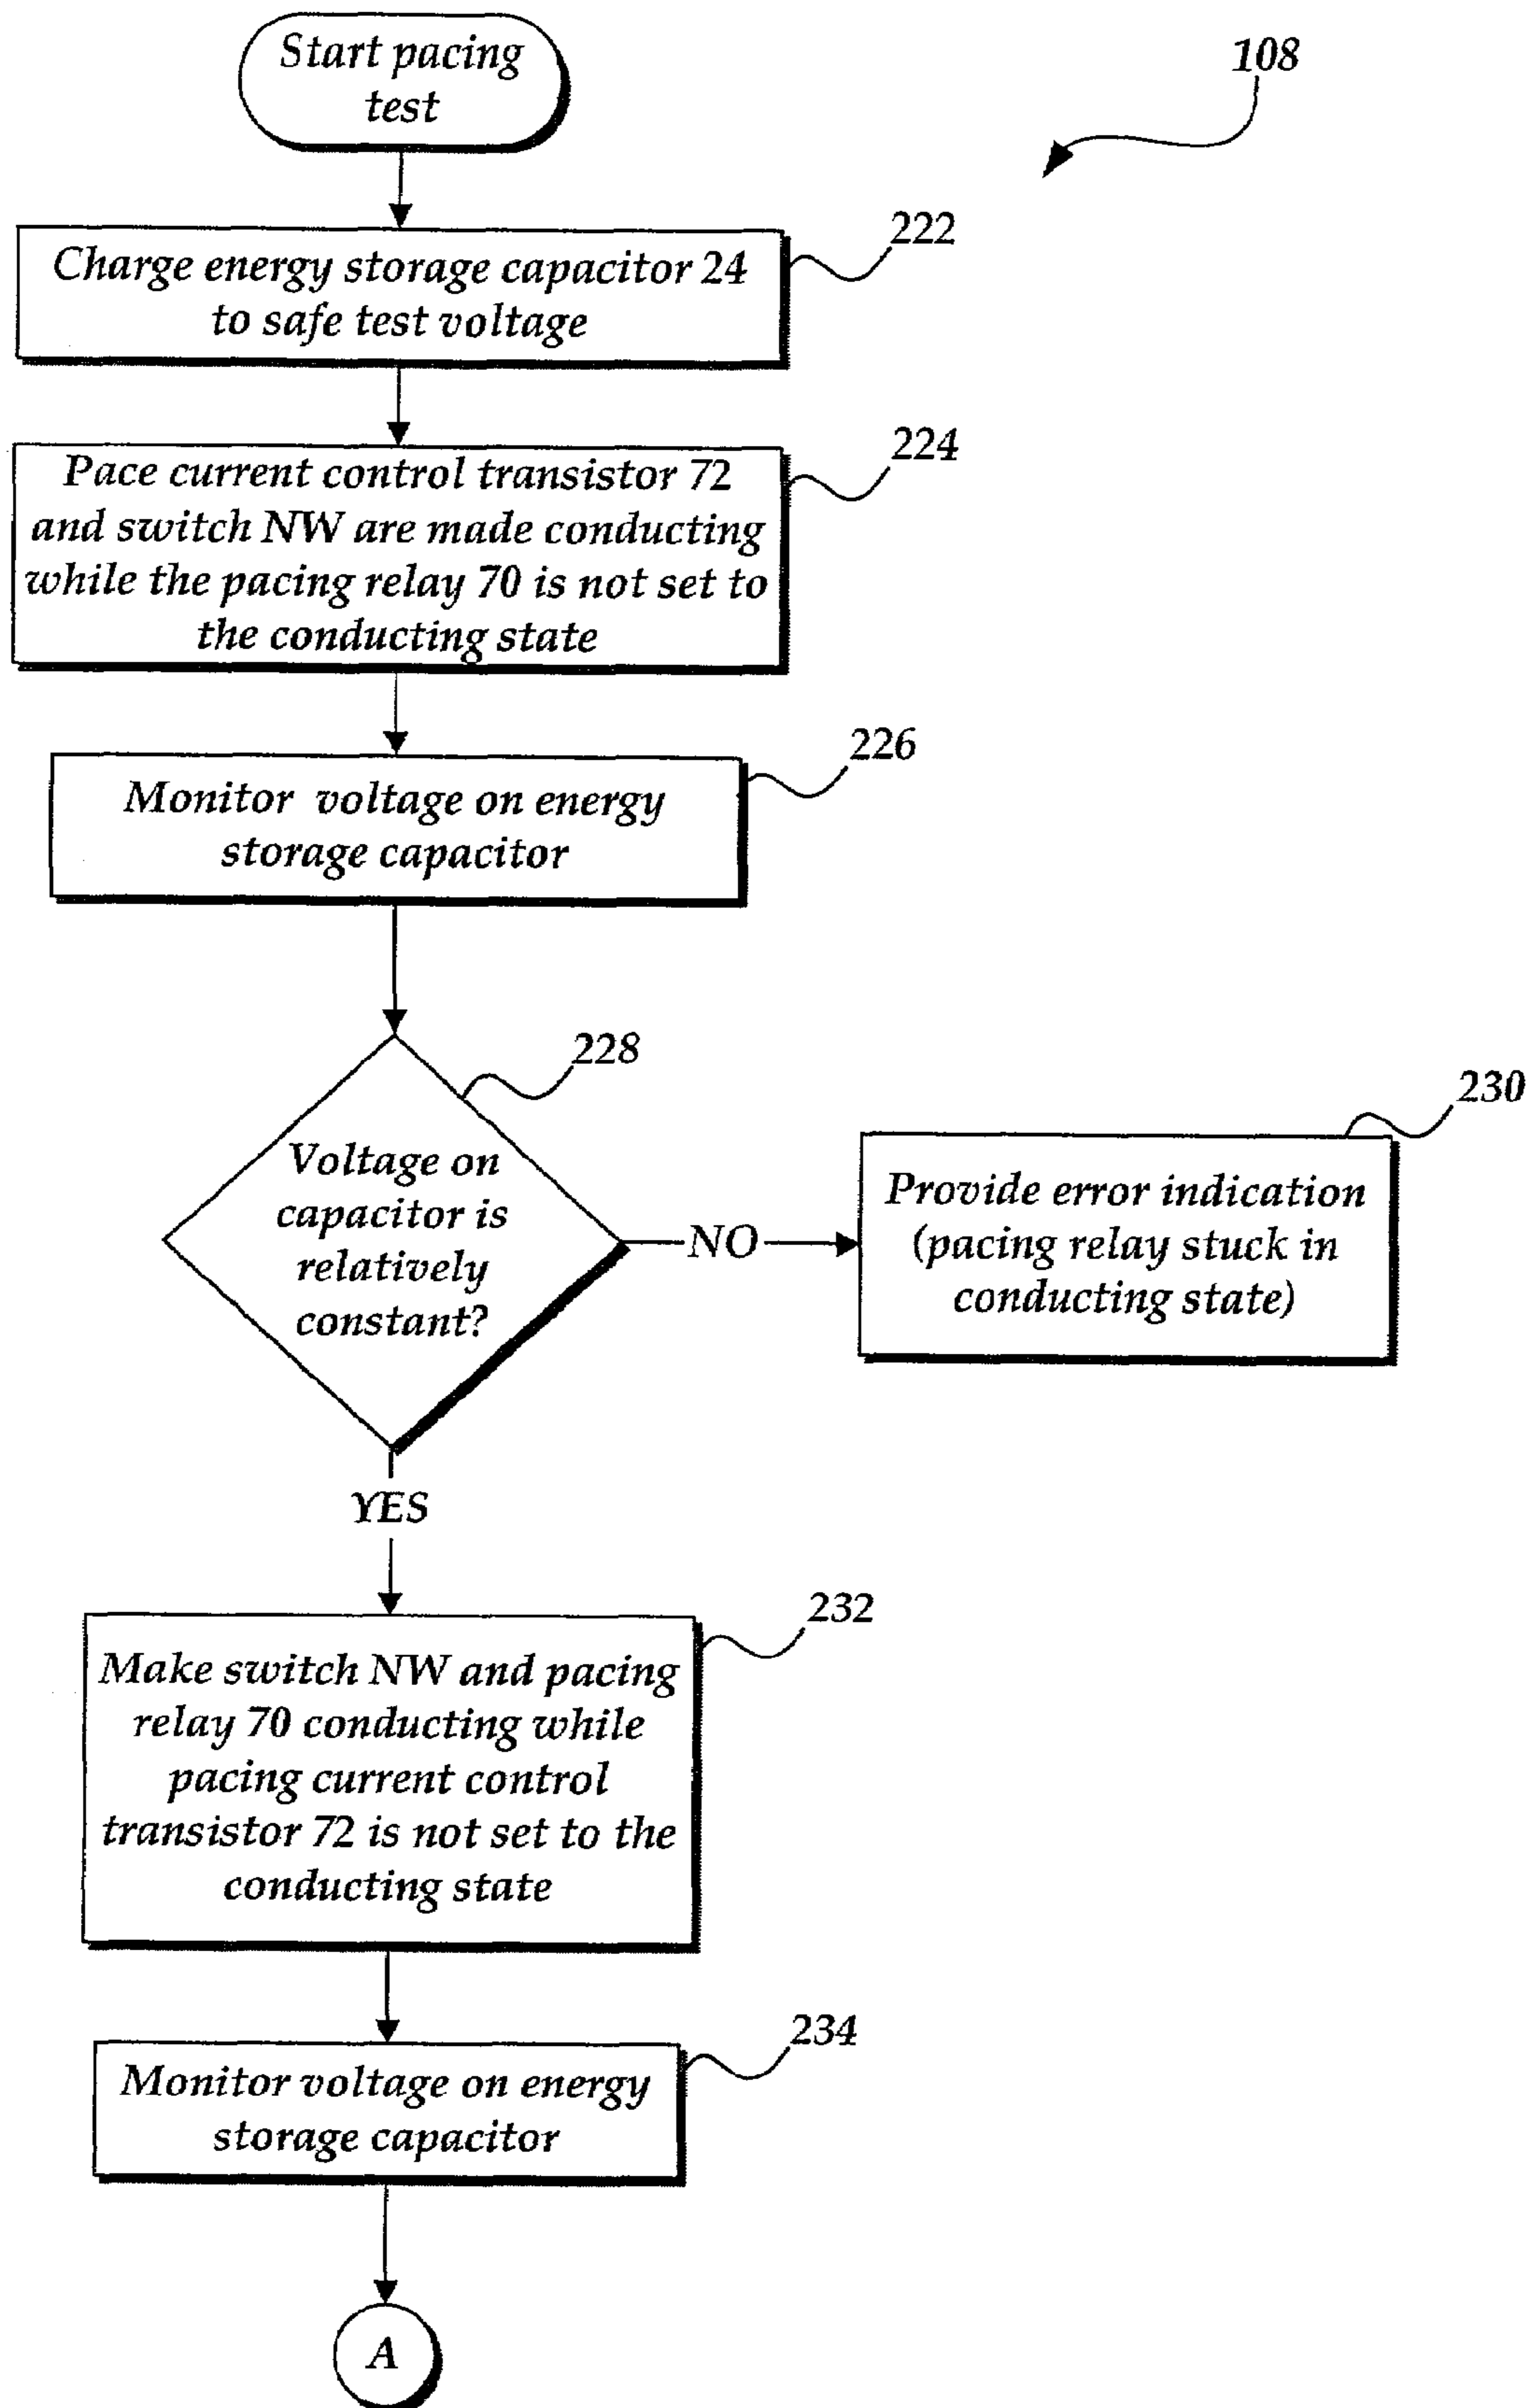 Start pacing
test
108
222
Charge energy storage capacitor 24
to safe test voltage
224
Pace current control transistor 72
and switch NW are made conducting
while the pacing relay 70 is not set to
the conducting state
226
Monitor voltage on energy
storage capacitor
228
Voltage on
capacitor is
relatively
constant?
NO
230
Provide error indication
(pacing relay stuck in
conducting state)
YES
232
Make switch NW and pacing
relay 70 conducting while
pacing current control
transistor 72 is not set to the
conducting state
234
Monitor voltage on energy
storage capacitor
A